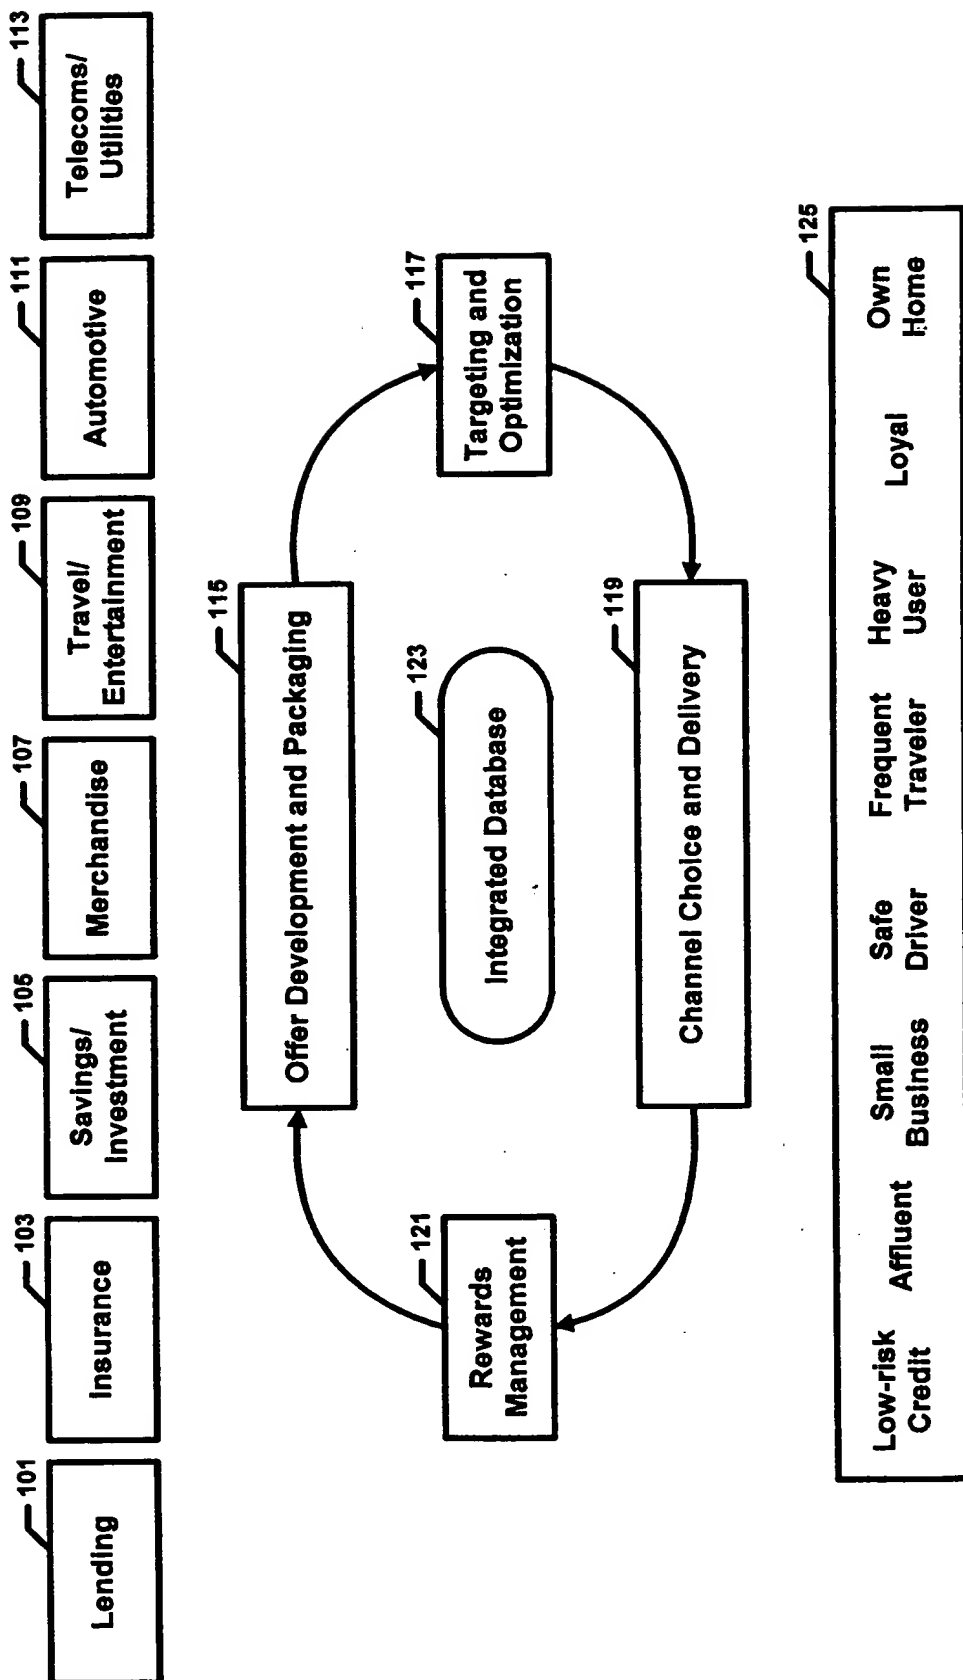 101
Lending
103
Insurance
105
Savings/
Investment
107
Merchandise
109
Travel/
Entertainment
111
Automotive
113
Telecoms/
Utilities
115
Offer Development and Packaging
117
Targeting and
Optimization
123
Integrated Database
119
Channel Choice and Delivery
121
Rewards
Management
125
Low-risk
Credit
Affluent
Small
Business
Safe
Driver
Frequent
Traveler
Heavy
User
Loyal
Own
Home